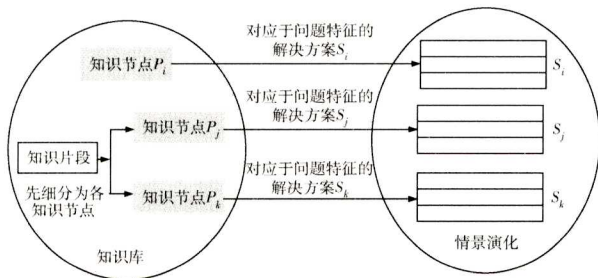 对应于问题特征的
解决方案Si
知识节点Pi
Si
对应于问题特征的
解决方案Sj
知识节点Pj
Sj
知识片段
对应于问题特征的
解决方案Sk
先细分为各
知识节点
知识节点Pk
Sk
知识库
情景演化